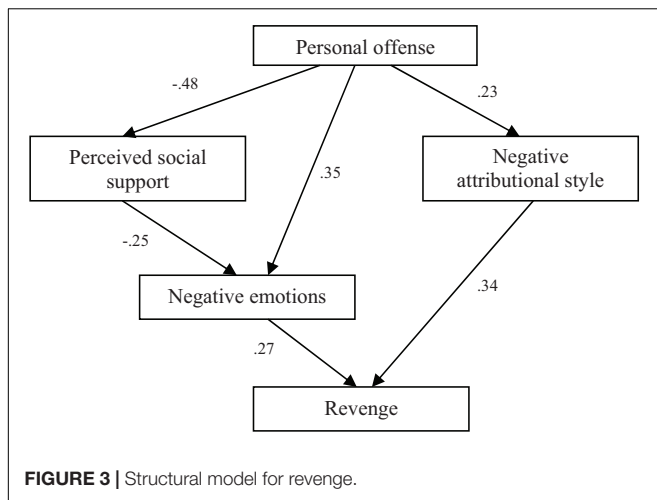 Personal offense
-.48
.23
Perceived social
support
.35
Negative
attributional style
-.25
Negative emotions
.34
.27
Revenge
FIGURE 3 | Structural model for revenge.